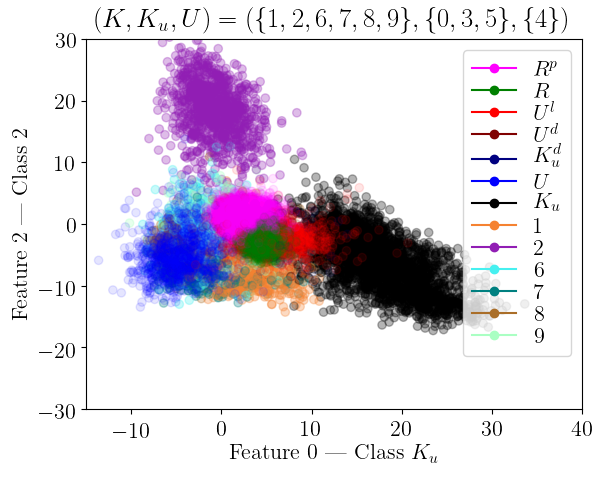 (K, K_u, U) = ({1, 2, 6, 7, 8, 9}, {0, 3, 5}, {4})
30
20
10
0
−10
−20
−30
Feature 2 — Class 2
R^p
R
U^l
U^d
K_u^d
U
K_u
1
2
6
7
8
9
−10 0 10 20 30 40
Feature 0 — Class K_u